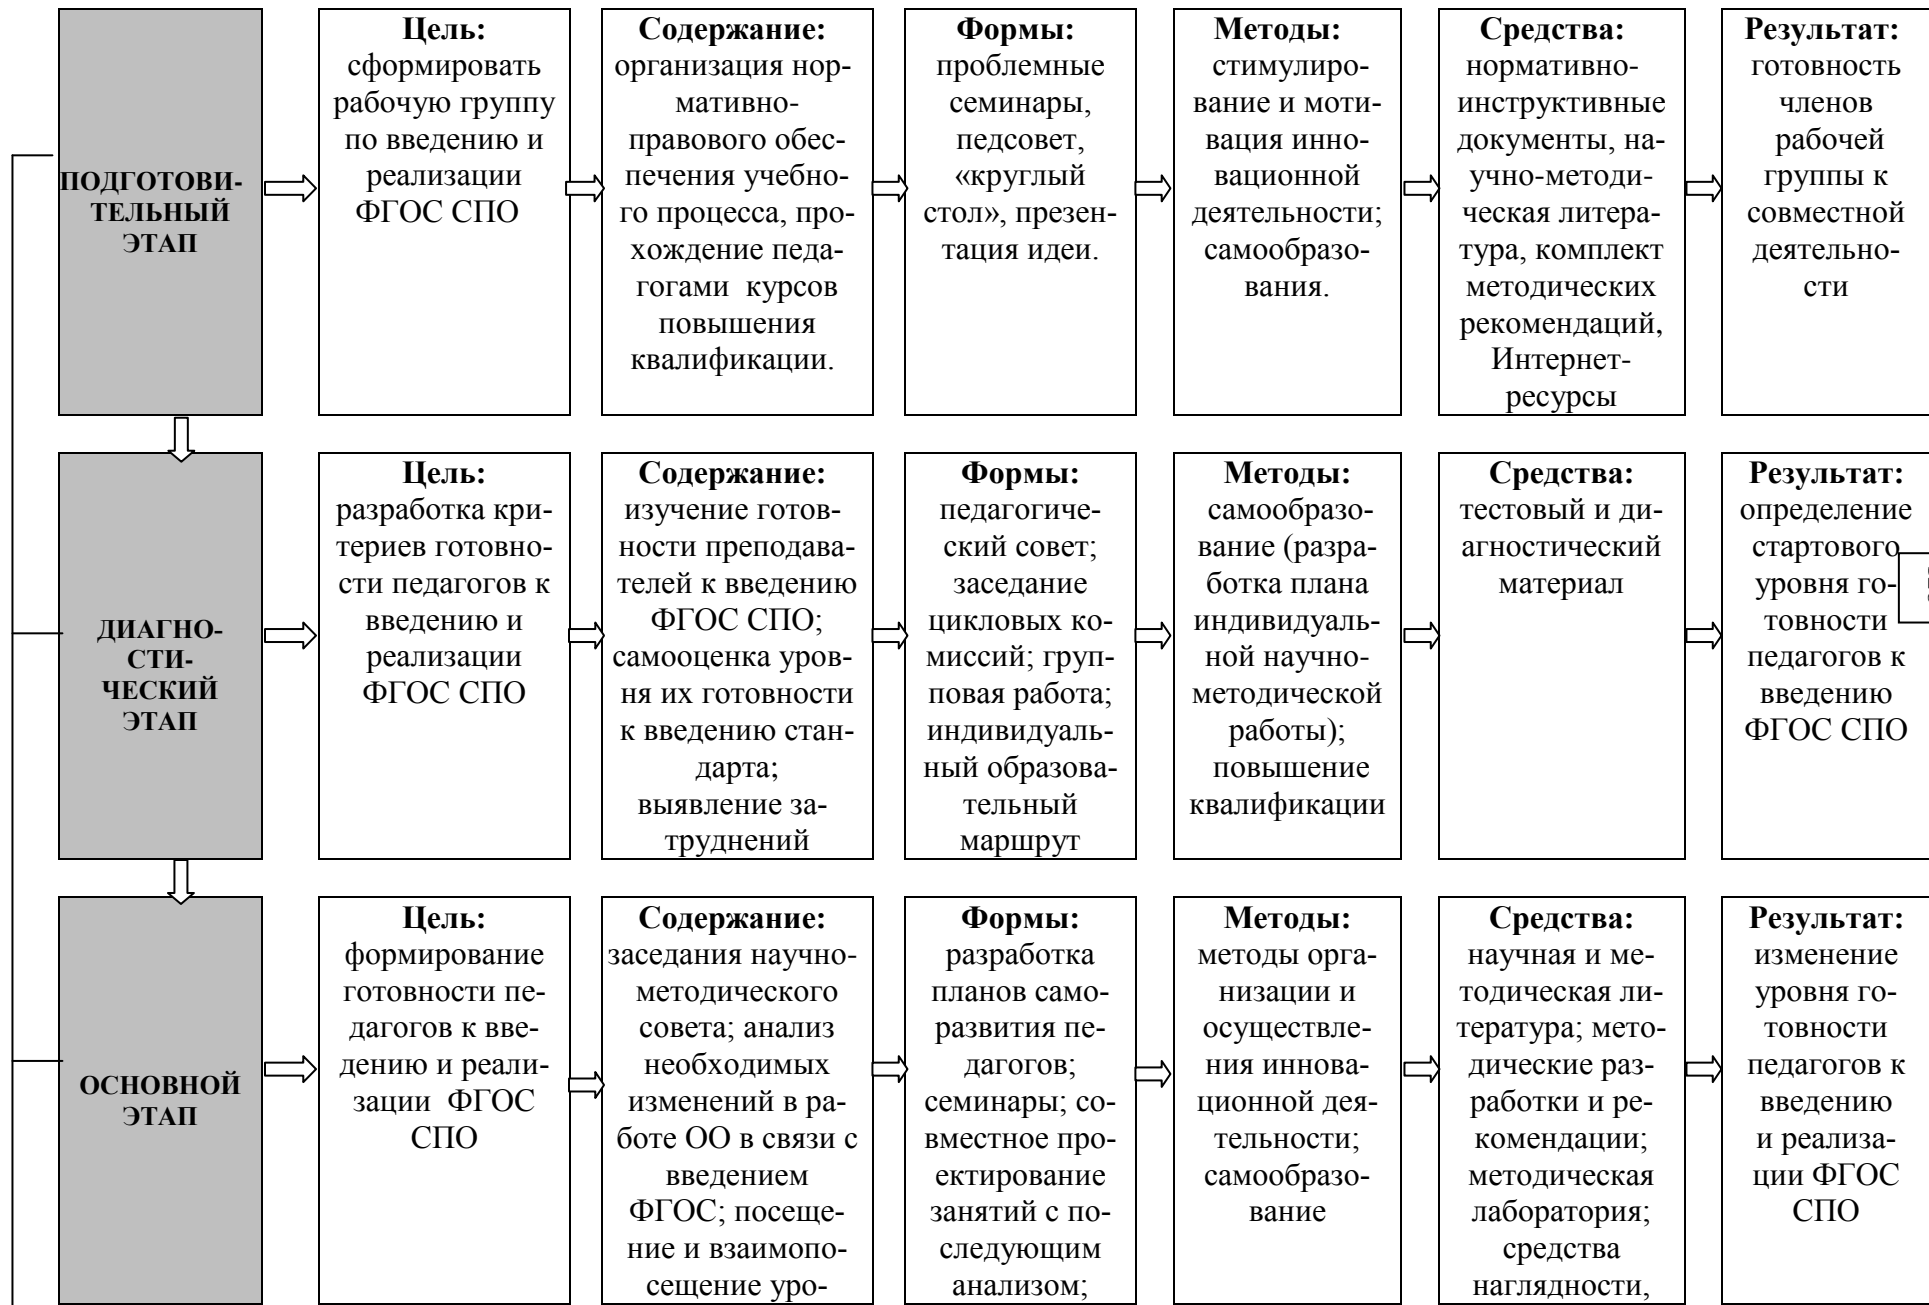 ПОДГОТОВИ-
ТЕЛЬНЫЙ
ЭТАП
Цель:
сформировать
рабочую группу
по введению и
реализации
ФГОС СПО
Содержание:
организация нор-
мативно-
правового обес-
печения учебно-
го процесса, про-
хождение педа-
гогами курсов
повышения
квалификации.
Формы:
проблемные
семинары,
педсовет,
«круглый
стол», презен-
тация идеи.
Методы:
стимулиро-
вание и моти-
вация инно-
вационной
деятельности;
самообразо-
вания.
Средства:
нормативно-
инструктивные
документы, на-
учно-методи-
ческая литера-
тура, комплект
методических
рекомендаций,
Интернет-
ресурсы
Результат:
готовность
членов
рабочей
группы к
совместной
деятельно-
сти
ДИАГНО-
СТИ-
ЧЕСКИЙ
ЭТАП
Цель:
разработка кри-
териев готовно-
сти педагогов к
введению и
реализации
ФГОС СПО
Содержание:
изучение готов-
ности преподава-
телей к введению
ФГОС СПО;
самооценка уров-
ня их готовности
к введению стан-
дарта;
выявление за-
труднений
Формы:
педагогиче-
ский совет;
заседание
цикловых ко-
миссий; груп-
повая работа;
индивидуаль-
ный образова-
тельный
маршрут
Методы:
самообразо-
вание (разра-
ботка плана
индивидуаль-
ной научно-
методической
работы);
повышение
квалификации
Средства:
тестовый и ди-
агностический
материал
Результат:
определение
стартового
уровня го-
товности
педагогов к
введению
ФГОС СПО
ОСНОВНОЙ
ЭТАП
Цель:
формирование
готовности пе-
дагогов к вве-
дению и реали-
зации ФГОС
СПО
Содержание:
заседания научно-
методического
совета; анализ
необходимых
изменений в ра-
боте ОО в связи с
введением
ФГОС; посеще-
ние и взаимопо-
сещение уро-
Формы:
разработка
планов само-
развития пе-
дагогов;
семинары; со-
вместное про-
ектирование
занятий с по-
следующим
анализом;
Методы:
методы орга-
низации и
осуществле-
ния иннова-
ционной дея-
тельности;
самообразо-
вание
Средства:
научная и ме-
тодическая ли-
тература; мето-
дические раз-
работки и ре-
комендации;
методическая
лаборатория;
средства
наглядности,
Результат:
изменение
уровня го-
товности
педагогов к
введению
и реализа-
ции ФГОС
СПО